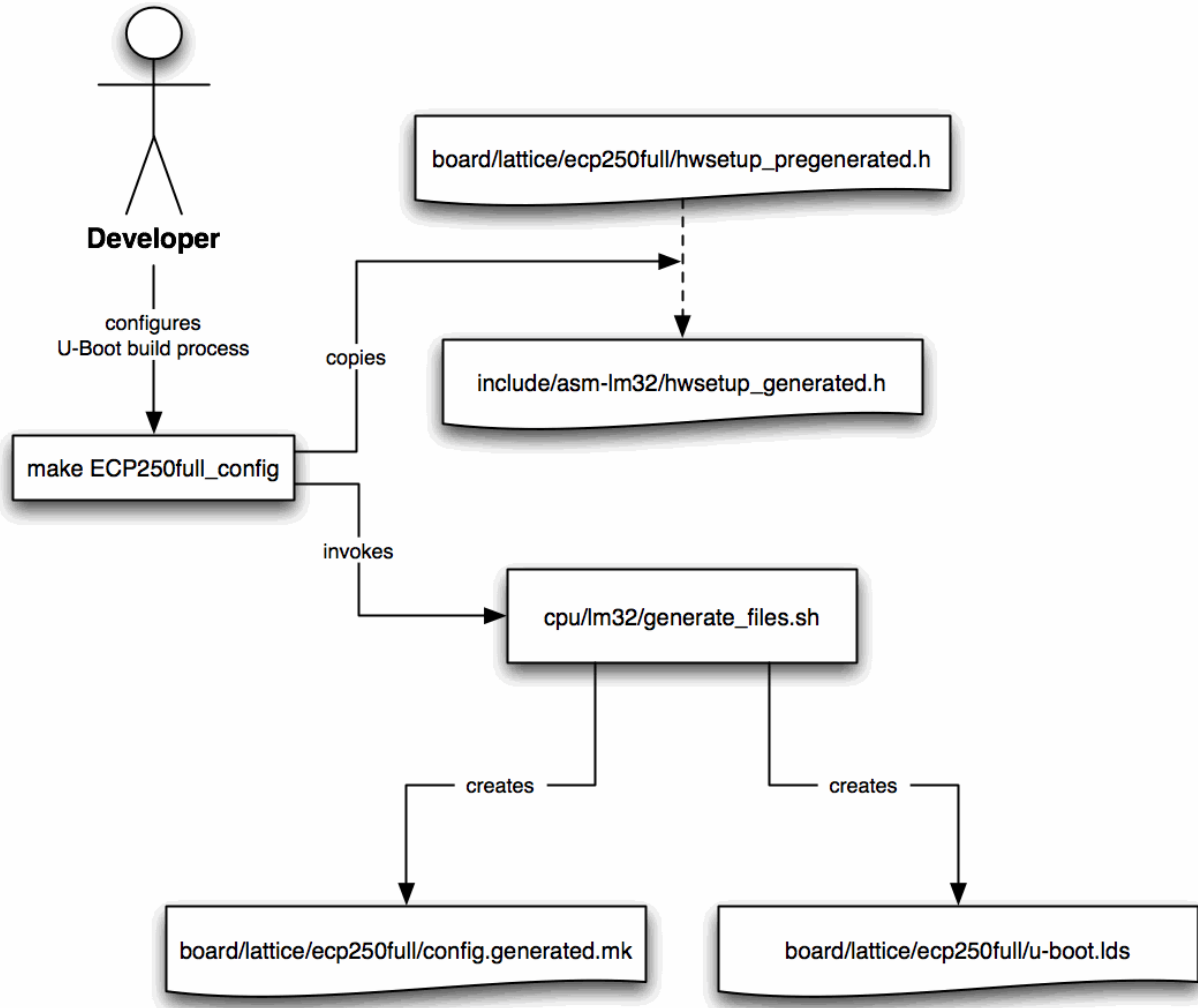 Developer
configures
U-Boot build process
make ECP250full_config
copies
board/lattice/ecp250full/hwsetup_pregenerated.h
include/asm-lm32/hwsetup_generated.h
invokes
cpu/lm32/generate_files.sh
creates
creates
board/lattice/ecp250full/config.generated.mk
board/lattice/ecp250full/u-boot.lds